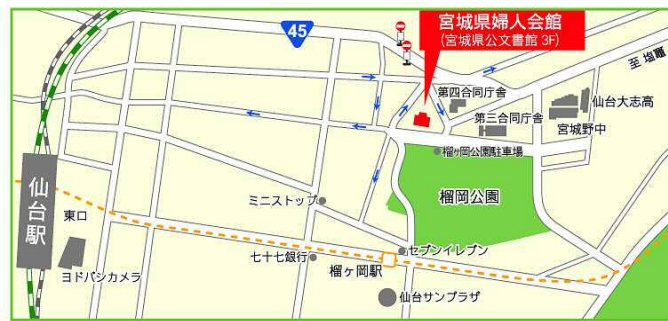 宮城県婦人会館
(宮城県公文書館 3F)
45
至 塩竈
第四合同庁舎
仙台大志高
第三合同庁舎
宮城野中
榴ヶ岡公園駐車場
榴岡公園
仙台駅
東口
ミニストップ
ヨドバシカメラ
七十七銀行
セブンイレブン
榴ヶ岡駅
仙台サンプラザ